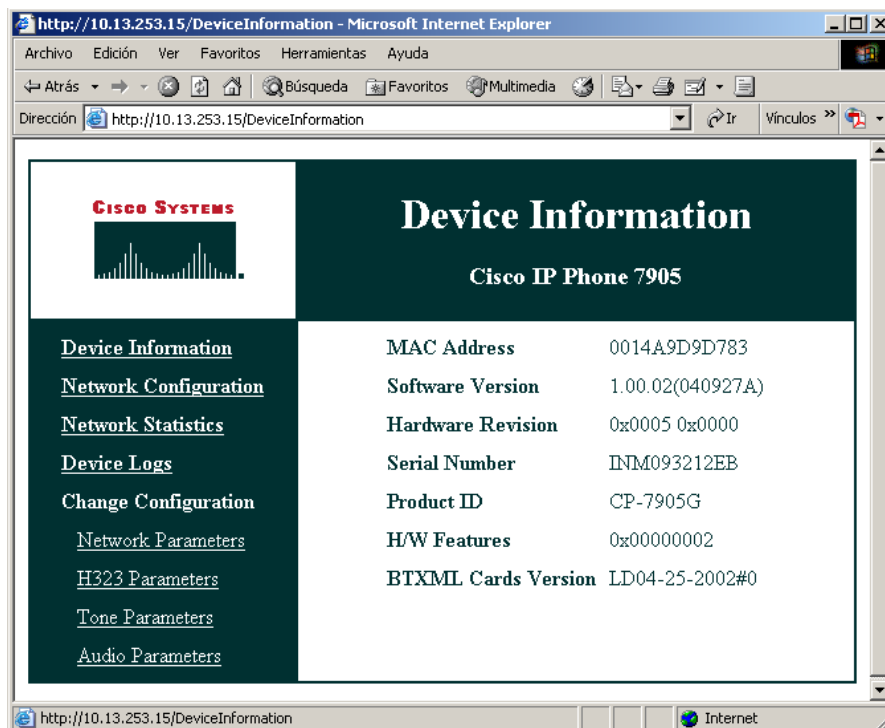 http://10.13.253.15/DeviceInformation - Microsoft Internet Explorer
Archivo Edición Ver Favoritos Herramientas Ayuda
Atrás Búsqueda Favoritos Multimedia
Dirección http://10.13.253.15/DeviceInformation Ir Vínculos »
CISCO SYSTEMS
Device Information
Cisco IP Phone 7905
Device Information
Network Configuration
Network Statistics
Device Logs
Change Configuration
Network Parameters
H323 Parameters
Tone Parameters
Audio Parameters
MAC Address 0014A9D9D783
Software Version 1.00.02(040927A)
Hardware Revision 0x0005 0x0000
Serial Number INM093212EB
Product ID CP-7905G
H/W Features 0x00000002
BTXML Cards Version LD04-25-2002#0
http://10.13.253.15/DeviceInformation Internet